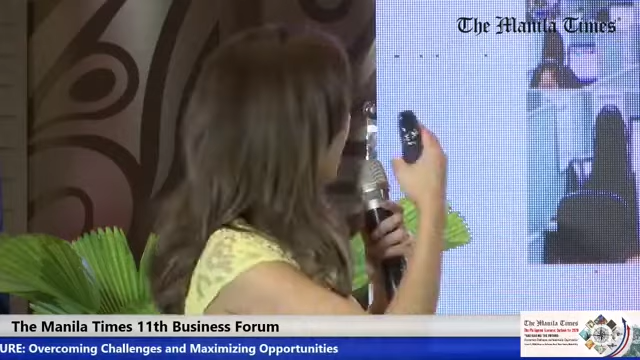 The Manila Times
The Manila Times 11th Business Forum
URE: Overcoming Challenges and Maximizing Opportunities
The Manila Times